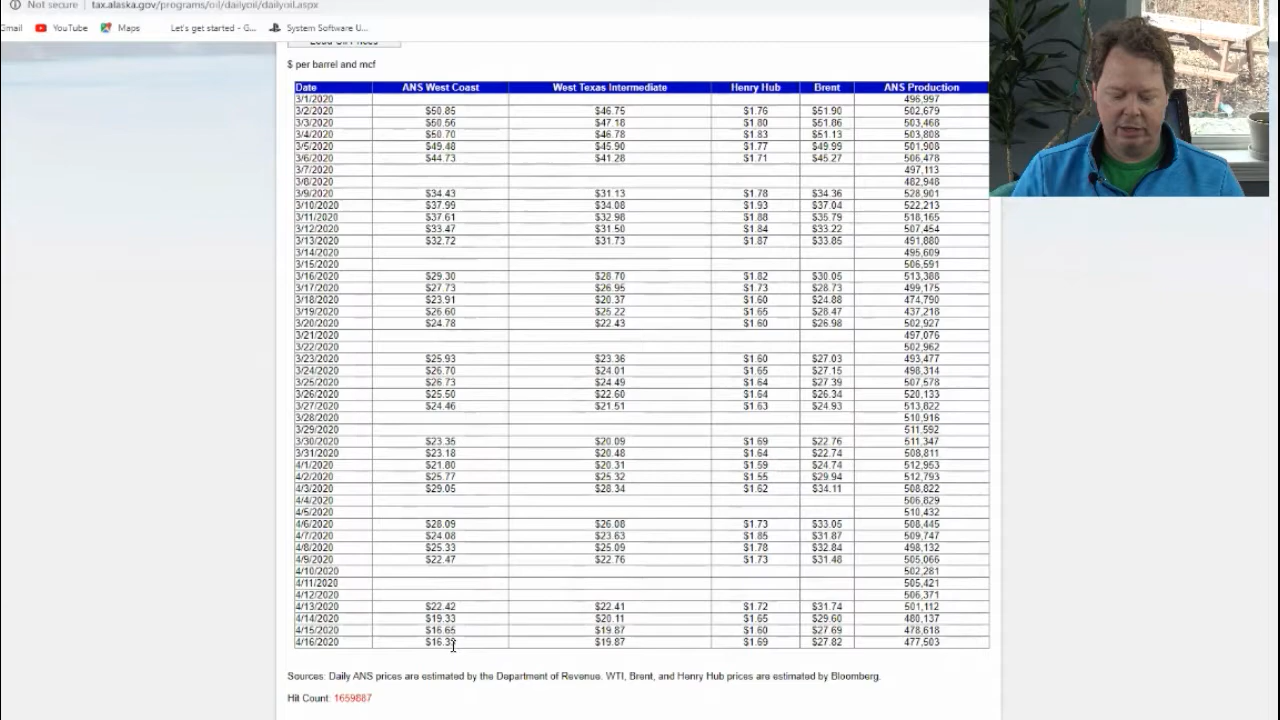 Not secure | tax.alaska.gov/programs/oil/dailyoil/dailyoil.aspx
Gmail YouTube Maps Let's get started - G... System Software U...
$ per barrel and mcf
Date ANS West Coast West Texas Intermediate Henry Hub Brent ANS Production
3/1/2020 496,997
3/2/2020 $50.85 $46.75 $1.76 $51.90 502,679
3/3/2020 $50.56 $47.18 $1.80 $51.86 503,468
3/4/2020 $50.70 $46.78 $1.83 $51.13 503,808
3/5/2020 $49.48 $45.90 $1.77 $49.99 501,908
3/6/2020 $44.73 $41.28 $1.71 $45.27 506,478
3/7/2020 497,113
3/8/2020 482,948
3/9/2020 $34.43 $31.13 $1.78 $34.36 528,901
3/10/2020 $37.99 $34.08 $1.93 $37.04 522,213
3/11/2020 $37.61 $32.98 $1.88 $35.79 518,165
3/12/2020 $33.47 $31.50 $1.84 $33.22 507,454
3/13/2020 $32.72 $31.73 $1.87 $33.85 491,880
3/14/2020 495,609
3/15/2020 506,591
3/16/2020 $29.30 $28.70 $1.82 $30.05 513,388
3/17/2020 $27.73 $26.95 $1.73 $28.73 499,175
3/18/2020 $23.91 $20.37 $1.60 $24.88 474,790
3/19/2020 $26.60 $25.22 $1.65 $28.47 437,218
3/20/2020 $24.78 $22.43 $1.60 $26.98 502,927
3/21/2020 497,076
3/22/2020 502,962
3/23/2020 $25.93 $23.36 $1.60 $27.03 493,477
3/24/2020 $26.70 $24.01 $1.65 $27.15 498,314
3/25/2020 $26.73 $24.49 $1.64 $27.39 507,578
3/26/2020 $25.50 $22.60 $1.64 $26.34 520,133
3/27/2020 $24.46 $21.51 $1.63 $24.93 513,822
3/28/2020 510,916
3/29/2020 511,592
3/30/2020 $23.35 $20.09 $1.69 $22.76 511,347
3/31/2020 $23.18 $20.48 $1.64 $22.74 508,811
4/1/2020 $21.80 $20.31 $1.59 $24.74 512,953
4/2/2020 $25.77 $25.32 $1.55 $29.94 512,793
4/3/2020 $29.05 $28.34 $1.62 $34.11 508,822
4/4/2020 506,829
4/5/2020 510,432
4/6/2020 $28.09 $26.08 $1.73 $33.05 508,445
4/7/2020 $24.08 $23.63 $1.85 $31.87 509,747
4/8/2020 $25.33 $25.09 $1.78 $32.84 498,132
4/9/2020 $22.47 $22.76 $1.73 $31.48 505,066
4/10/2020 502,281
4/11/2020 505,421
4/12/2020 506,371
4/13/2020 $22.42 $22.41 $1.72 $31.74 501,112
4/14/2020 $19.33 $20.11 $1.65 $29.60 480,137
4/15/2020 $16.65 $19.87 $1.60 $27.69 478,618
4/16/2020 $19.87 $1.69 $27.82 477,503
Sources: Daily ANS prices are estimated by the Department of Revenue. WTI, Brent, and Henry Hub prices are estimated by Bloomberg.
Hit Count: 1659887